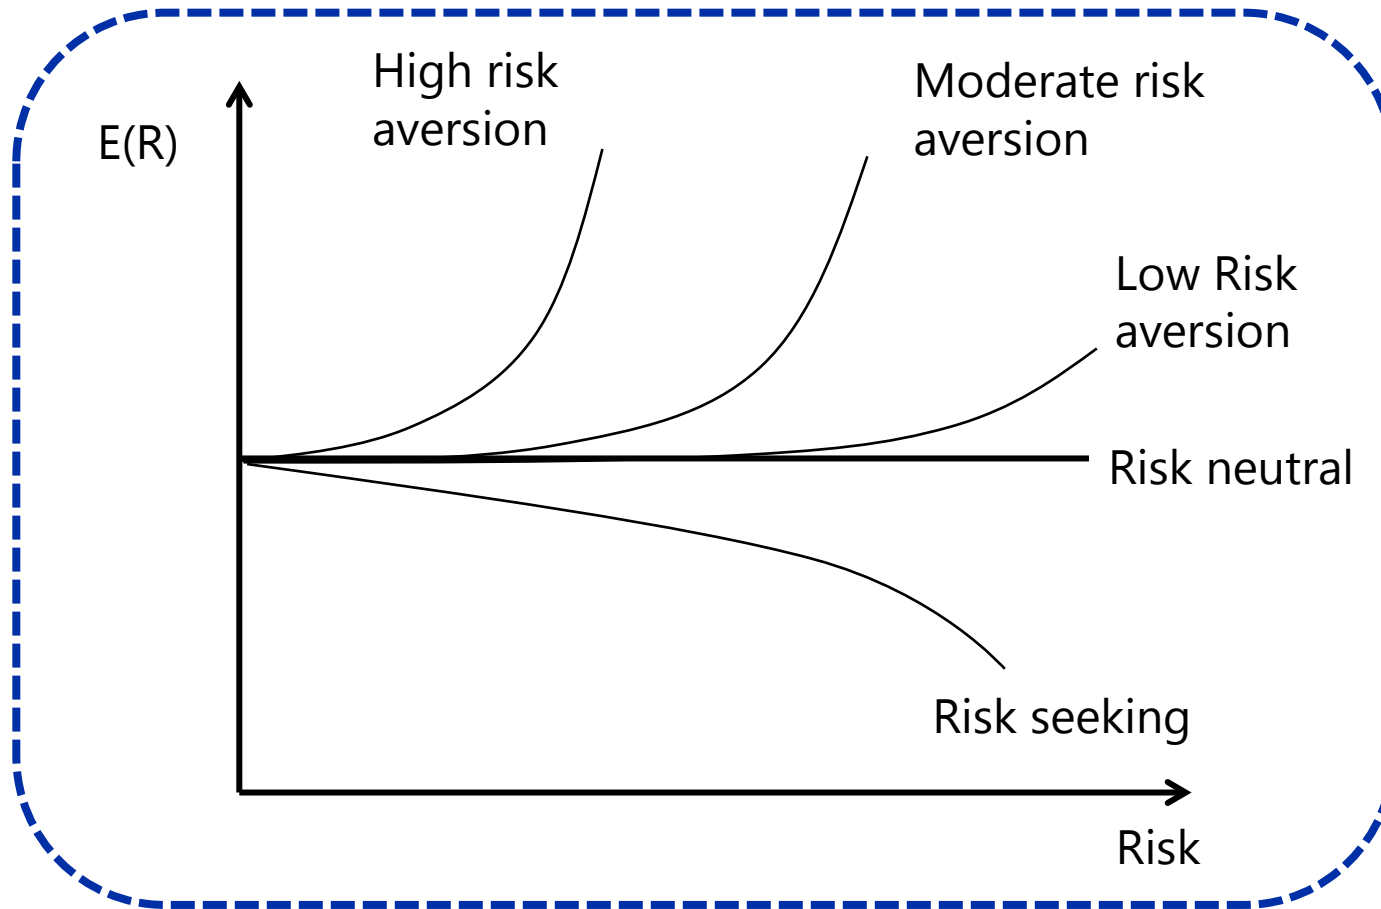 High risk
aversion
Moderate risk
aversion
E(R)
Low Risk
aversion
Risk neutral
Risk seeking
Risk